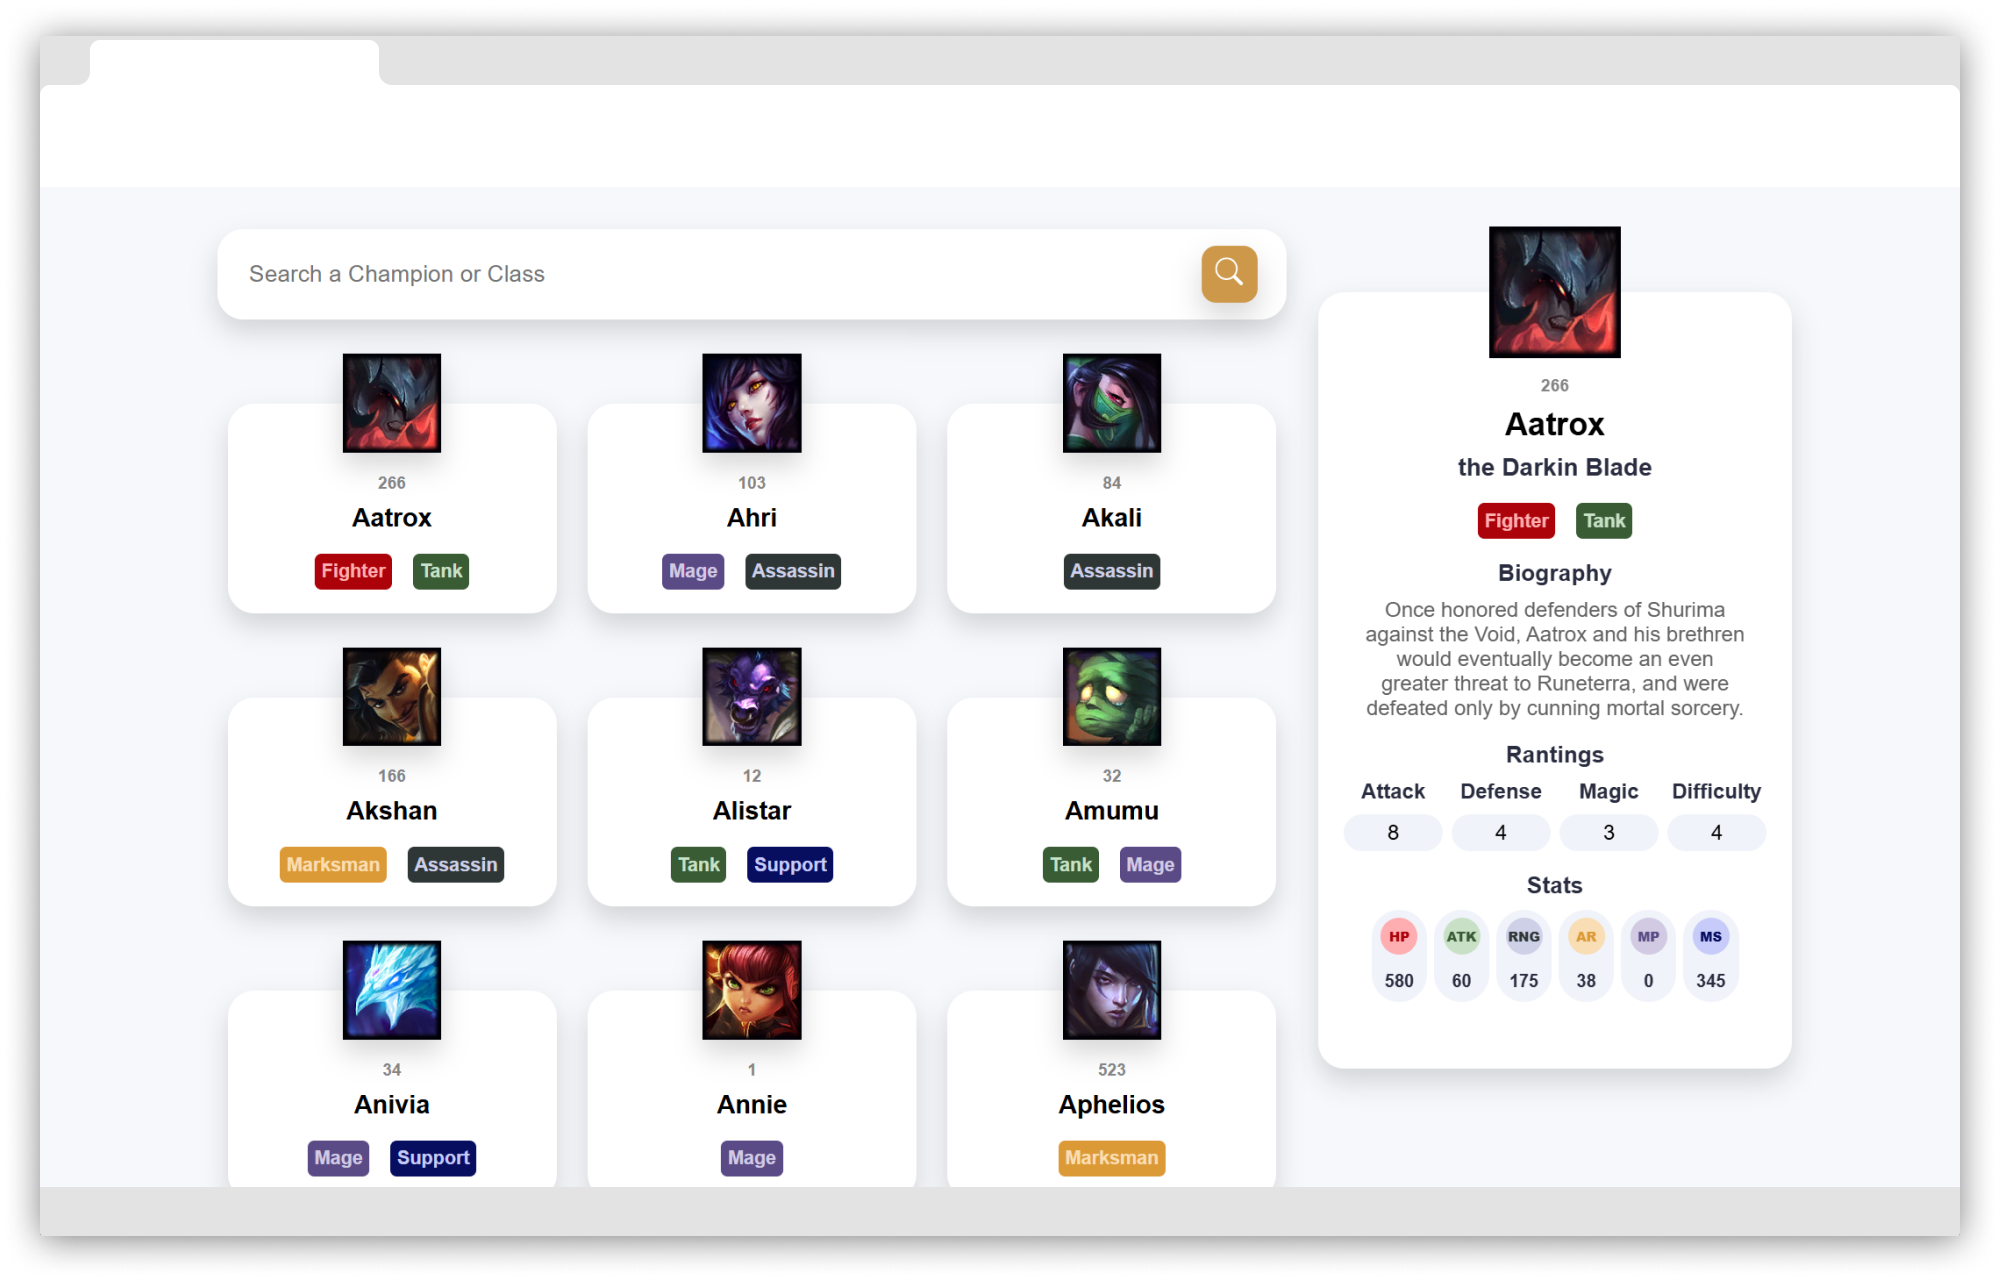 Search a Champion or Class
266
Aatrox
Fighter Tank
103
Ahri
Mage Assassin
84
Akali
Assassin
166
Akshan
Marksman Assassin
12
Alistar
Tank Support
32
Amumu
Tank Mage
34
Anivia
Mage Support
1
Annie
Mage
523
Aphelios
Marksman
266
Aatrox
the Darkin Blade
Fighter Tank
Biography
Once honored defenders of Shurima
against the Void, Aatrox and his brethren
would eventually become an even
greater threat to Runeterra, and were
defeated only by cunning mortal sorcery.
Rantings
Attack Defense Magic Difficulty
8 4 3 4
Stats
HP ATK RNG AR MP MS
580 60 175 38 0 345